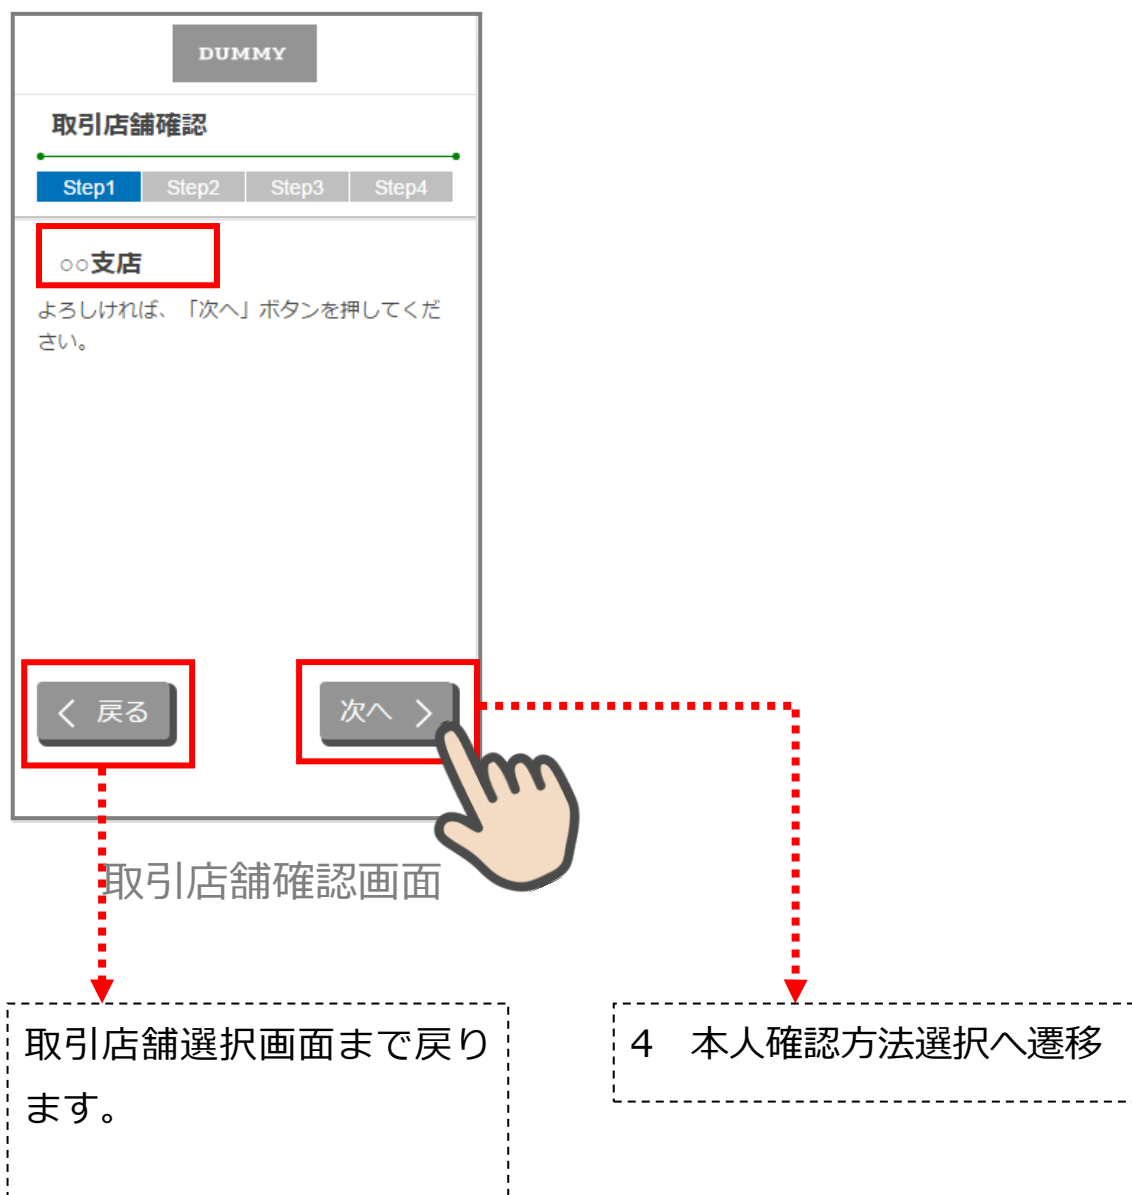 DUMMY
取引店舗確認
Step1 Step2 Step3 Step4
○○支店
よろしければ、「次へ」ボタンを押してくだ
さい。
戻る
次へ
取引店舗確認画面
取引店舗選択画面まで戻り
ます。
4　本人確認方法選択へ遷移